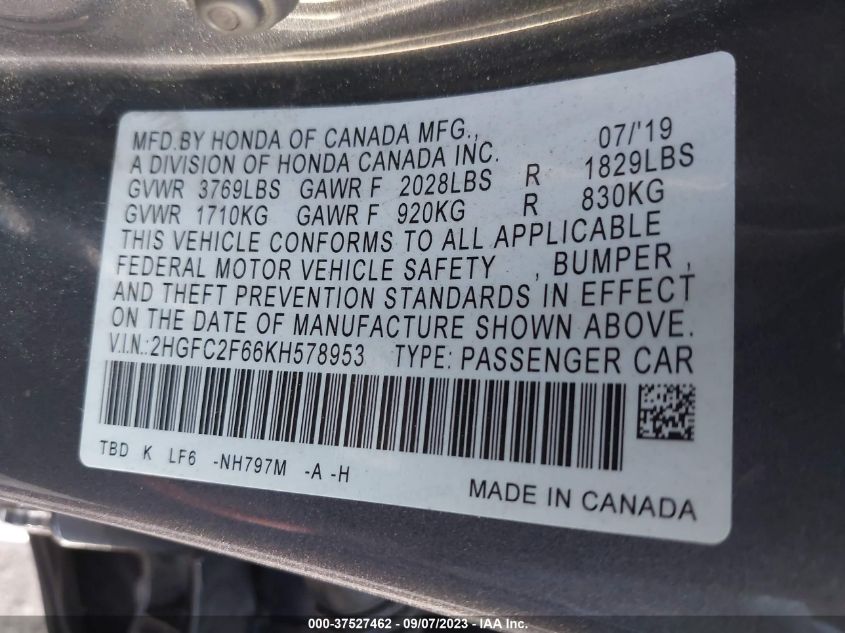 MFD.BY HONDA OF CANADA MFG., 07/'19
A DIVISION OF HONDA CANADA INC.
GVWR 3769LBS GAWR F 2028LBS R 1829LBS
GVWR 1710KG GAWR F 920KG R 830KG
THIS VEHICLE CONFORMS TO ALL APPLICABLE
FEDERAL MOTOR VEHICLE SAFETY , BUMPER ,
AND THEFT PREVENTION STANDARDS IN EFFECT
ON THE DATE OF MANUFACTURE SHOWN ABOVE.
V.I.N.:2HGFC2F66KH578953 TYPE: PASSENGER CAR
TBD K LF6 -NH797M -A -H
MADE IN CANADA
000-37527462 - 09/07/2023 - © IAA Inc.